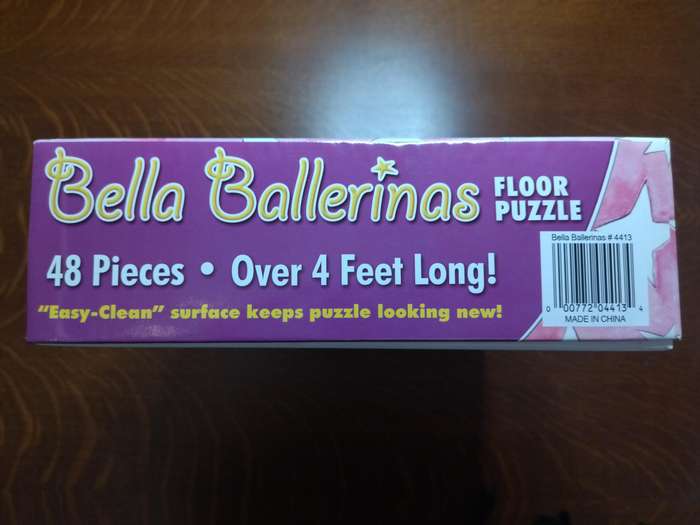 Bella Ballerinas FLOOR
PUZZLE
48 Pieces • Over 4 Feet Long!
"Easy-Clean" surface keeps puzzle looking new!
Bella Ballerinas # 4413
0 00772 04413 4
MADE IN CHINA